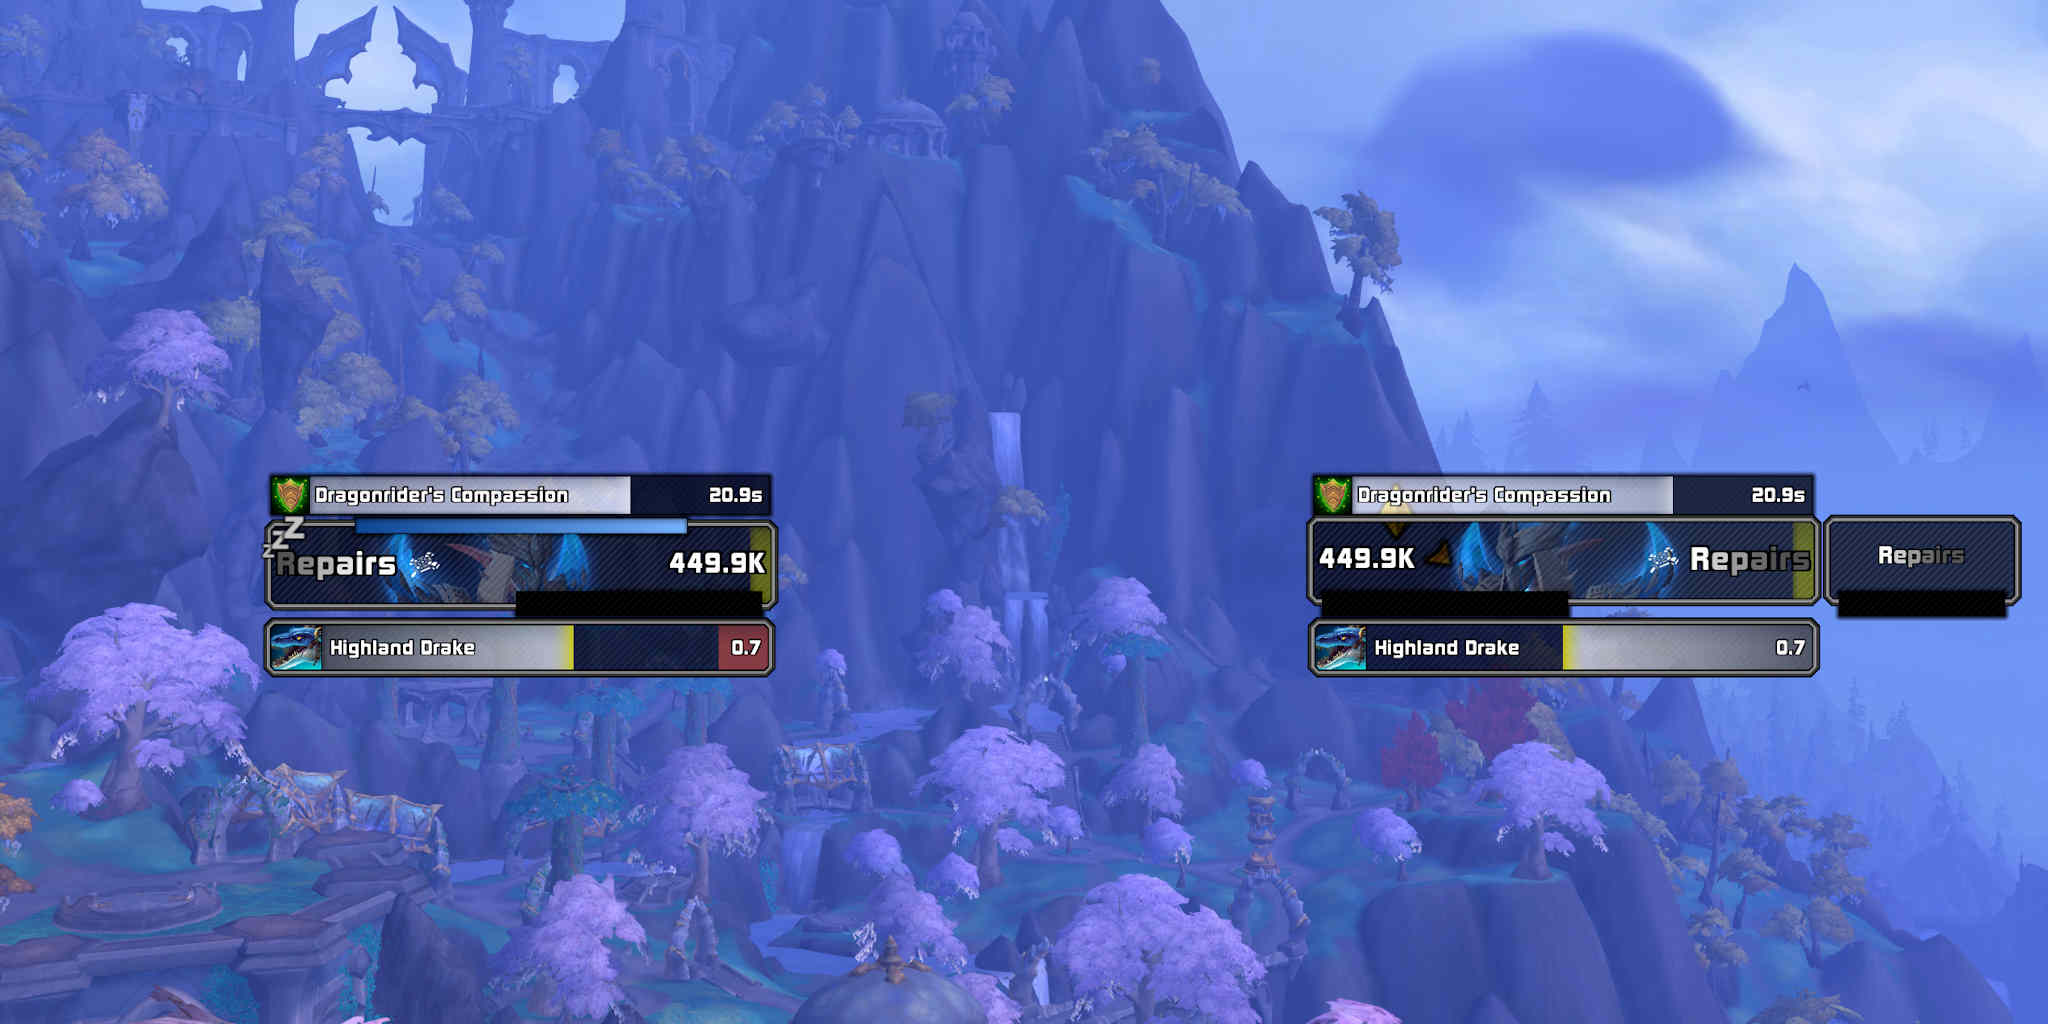 Dragonrider's Compassion 20.9s
zZZ
Repairs 449.9K
Highland Drake 0.7
Dragonrider's Compassion 20.9s
449.9K Repairs
Repairs
Highland Drake 0.7